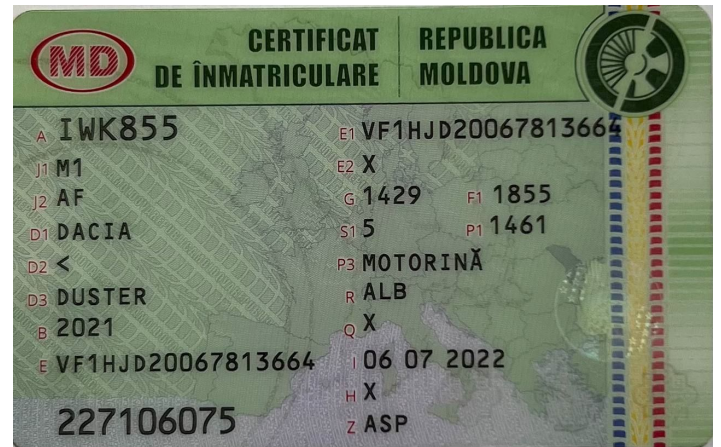 MD
CERTIFICAT DE ÎNMATRICULARE
REPUBLICA MOLDOVA
A IWK855
E1 VF1HJD20067813664
J1 M1
E2 X
J2 AF
G 1429 F1 1855
D1 DACIA
S1 5 P1 1461
D2 <
P3 MOTORINĂ
D3 DUSTER
R ALB
B 2021
Q X
E VF1HJD20067813664
I 06 07 2022
H X
227106075
Z ASP